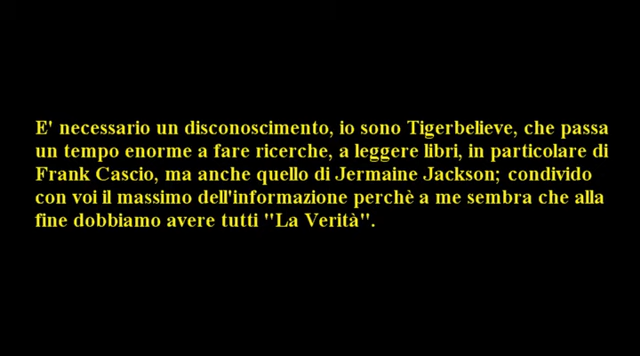 E' necessario un disconoscimento, io sono Tigerbelieve, che passa
un tempo enorme a fare ricerche, a leggere libri, in particolare di
Frank Cascio, ma anche quello di Jermaine Jackson; condivido
con voi il massimo dell'informazione perchè a me sembra che alla
fine dobbiamo avere tutti "La Verità".